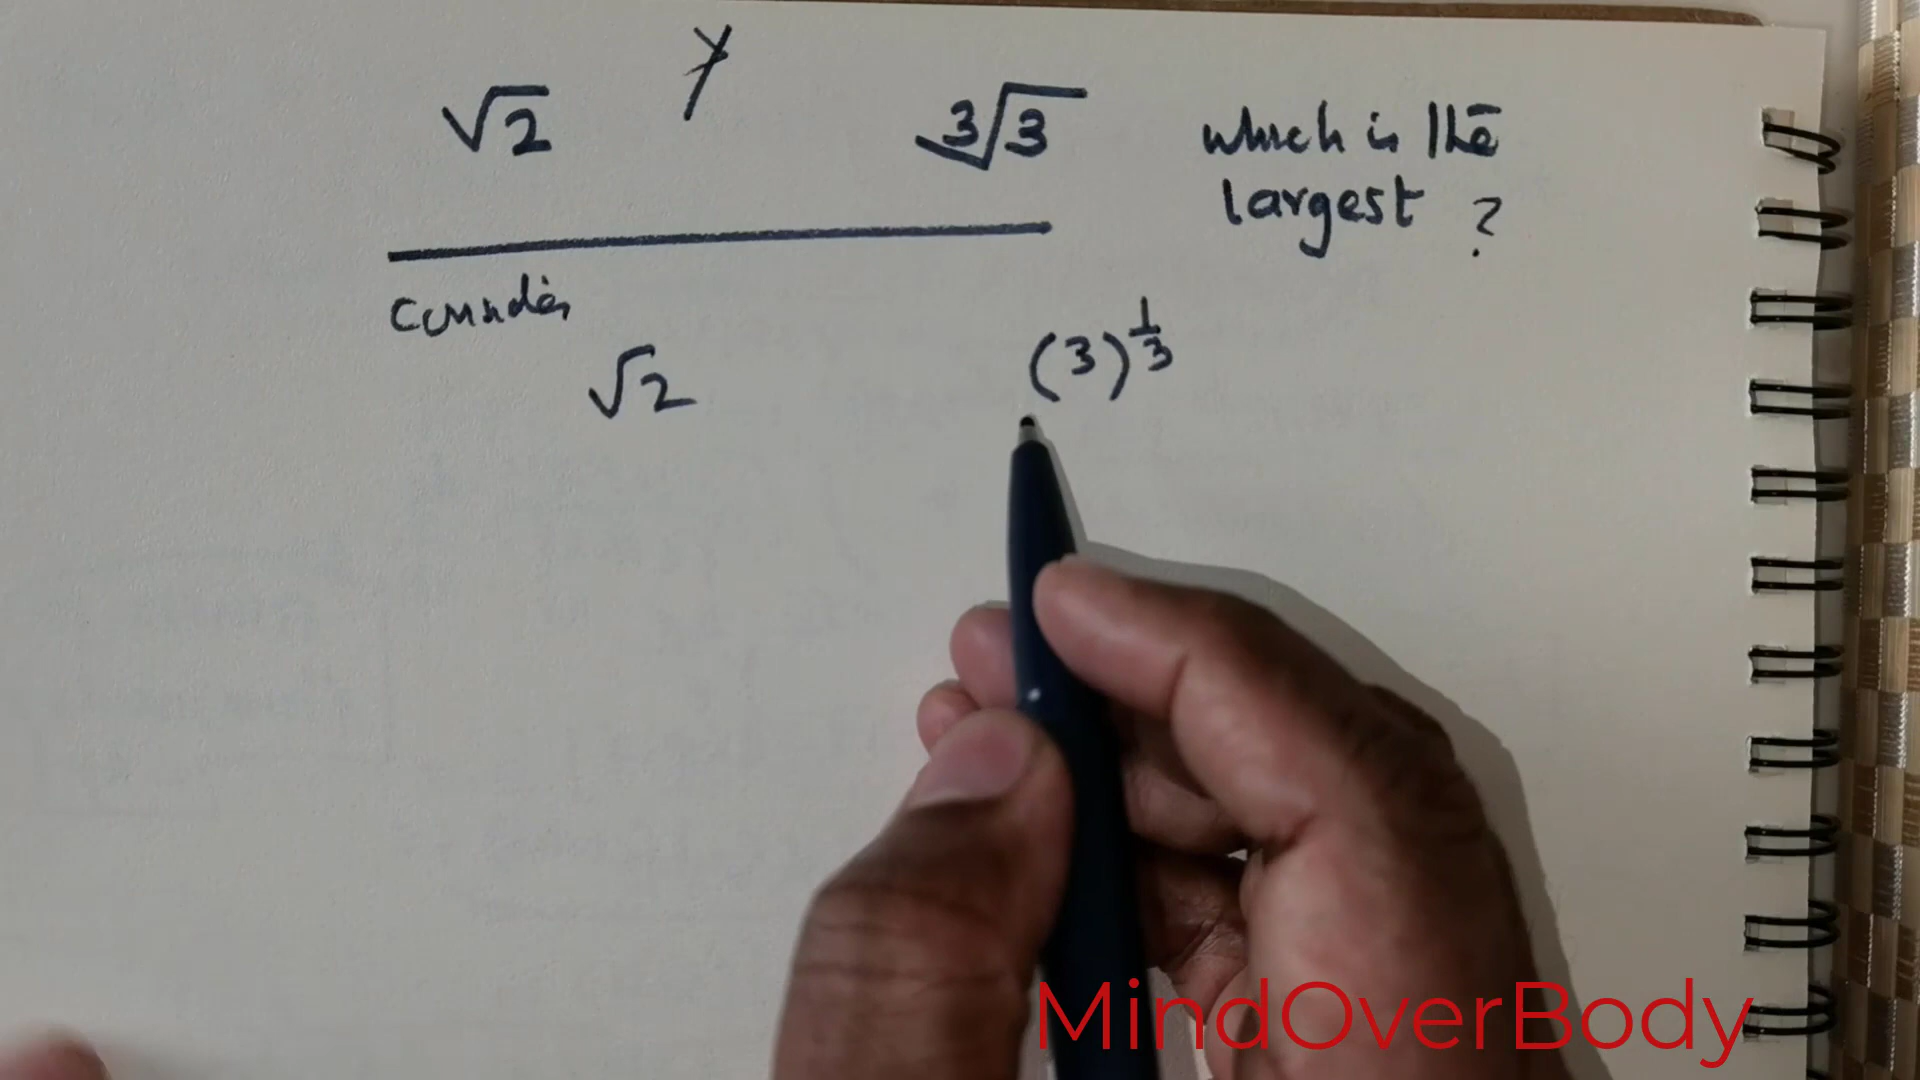 √2 ∛3 which is the
largest ?
Consider
√2 (3)^(1/3)
MindOverBody